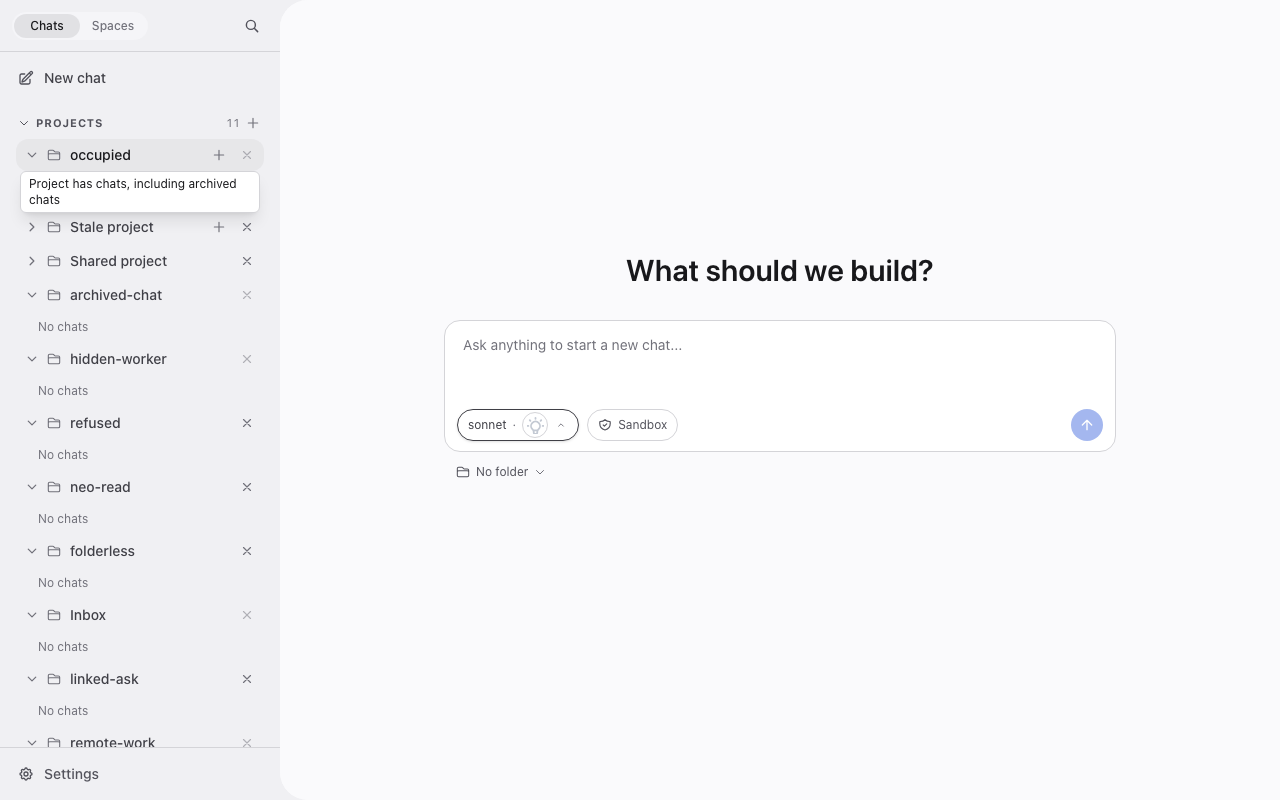 Chats
Spaces
New chat
PROJECTS
11
occupied
Project has chats, including archived
chats
Stale project
Shared project
archived-chat
No chats
hidden-worker
No chats
refused
No chats
neo-read
No chats
folderless
No chats
Inbox
No chats
linked-ask
No chats
remote-work
Settings
What should we build?
Ask anything to start a new chat...
sonnet ·
Sandbox
No folder